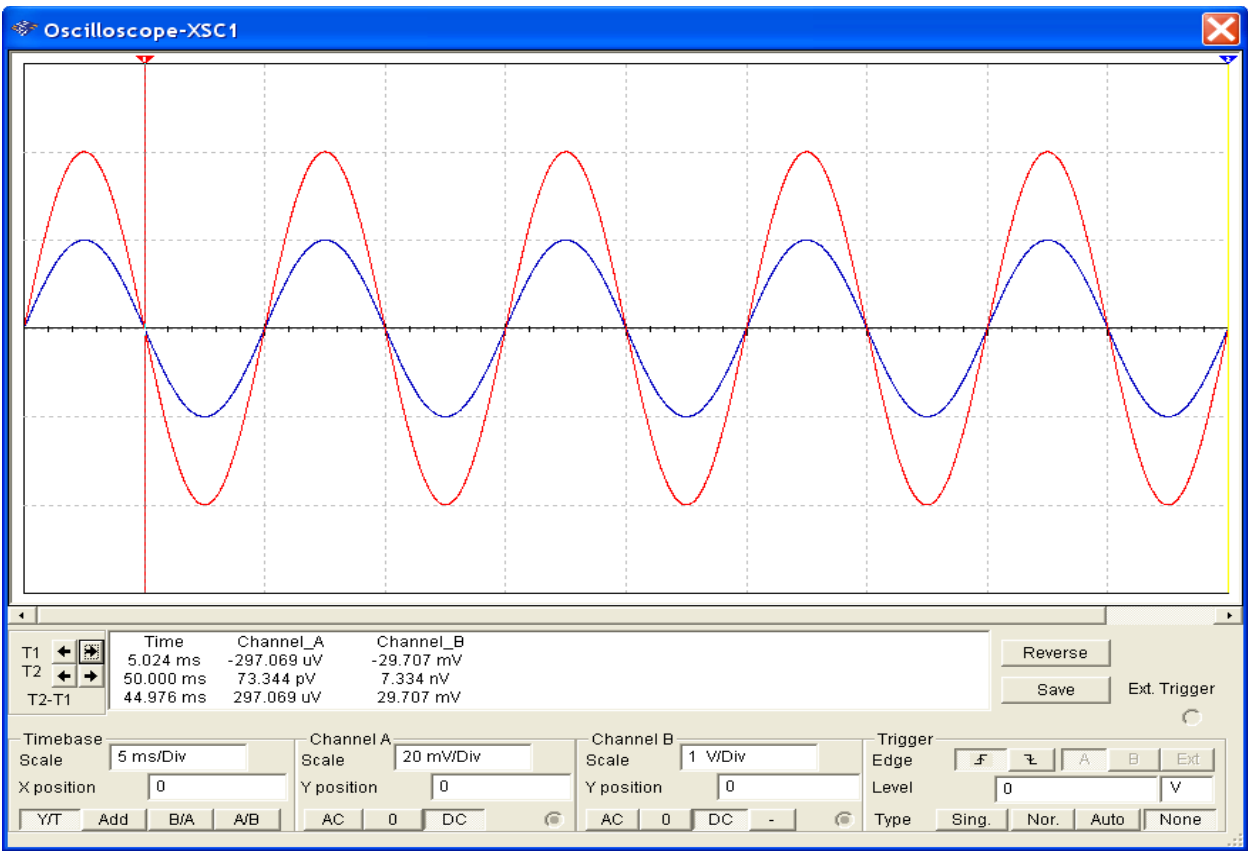 Oscilloscope-XSC1
1 2
Time Channel_A Channel_B
T1 5.024 ms -297.069 uV -29.707 mV
T2 50.000 ms 73.344 pV 7.334 nV
T2-T1 44.976 ms 297.069 uV 29.707 mV
Reverse
Save
Ext. Trigger
Timebase
Scale 5 ms/Div
X position 0
Y/T Add B/A A/B
Channel A
Scale 20 mV/Div
Y position 0
AC 0 DC
Channel B
Scale 1 V/Div
Y position 0
AC 0 DC -
Trigger
Edge A B Ext
Level 0 V
Type Sing. Nor. Auto None